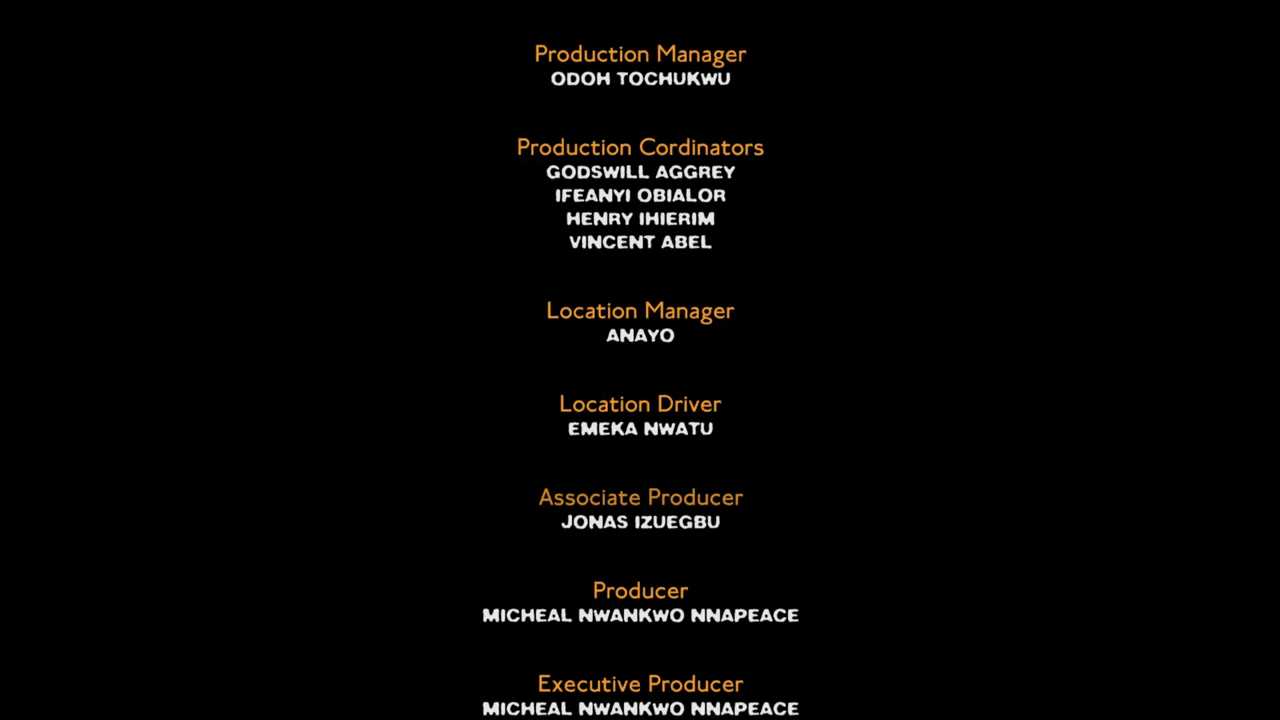 Production Manager
ODOH TOCHUKWU
Production Cordinators
GODSWILL AGGREY
IFEANYI OBIALOR
HENRY IHIERIM
VINCENT ABEL
Location Manager
ANAYO
Location Driver
EMEKA NWATU
Associate Producer
JONAS IZUEGBU
Producer
MICHEAL NWANKWO NNAPEACE
Executive Producer
MICHEAL NWANKWO NNAPEACE